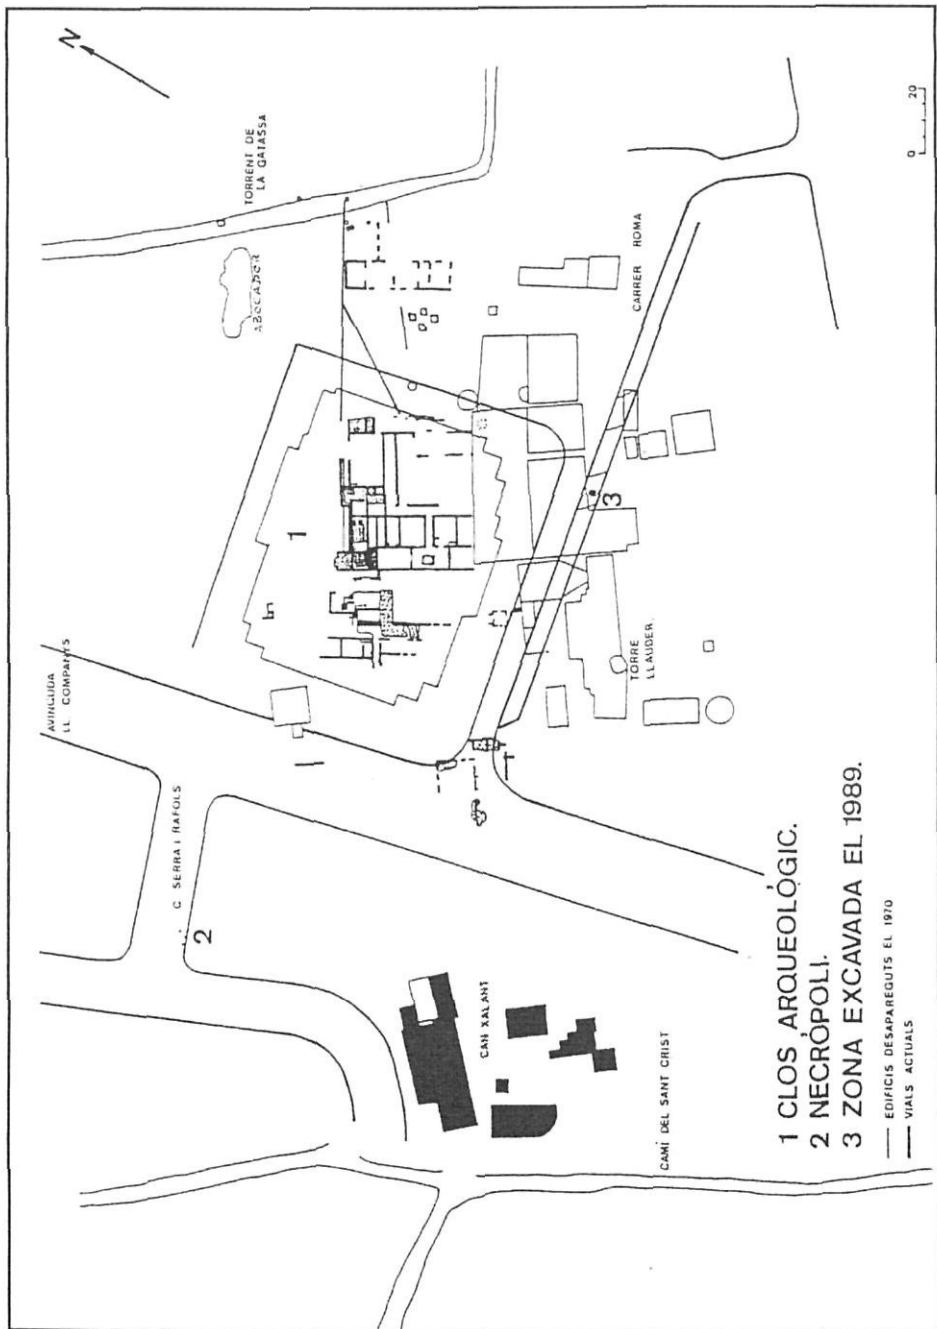 N
TORRENT DE
LA GATASSA
ABOCADOR
0 20
CARRER ROMA
1
3
AVINGUDA
LL. COMPANYS
TORRE
LLAUDER
C SERRA I RAFOLS
2
CAN XALANT
CAMÍ DEL SANT CRIST
1 CLOS ARQUEOLÒGIC.
2 NECRÒPOLI.
3 ZONA EXCAVADA EL 1989.
EDIFICIS DESAPAREGUTS EL 1970
VIALS ACTUALS